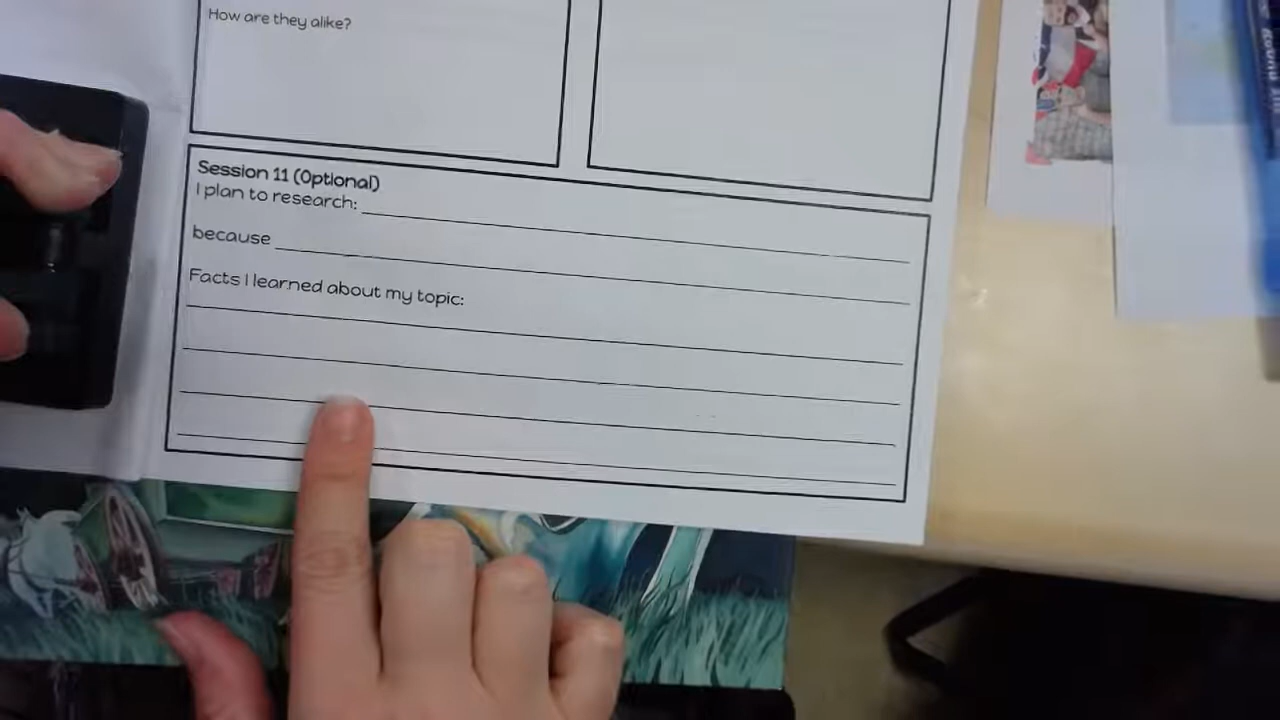 How are they alike?
Session 11 (Optional)
I plan to research:
because
Facts I learned about my topic: